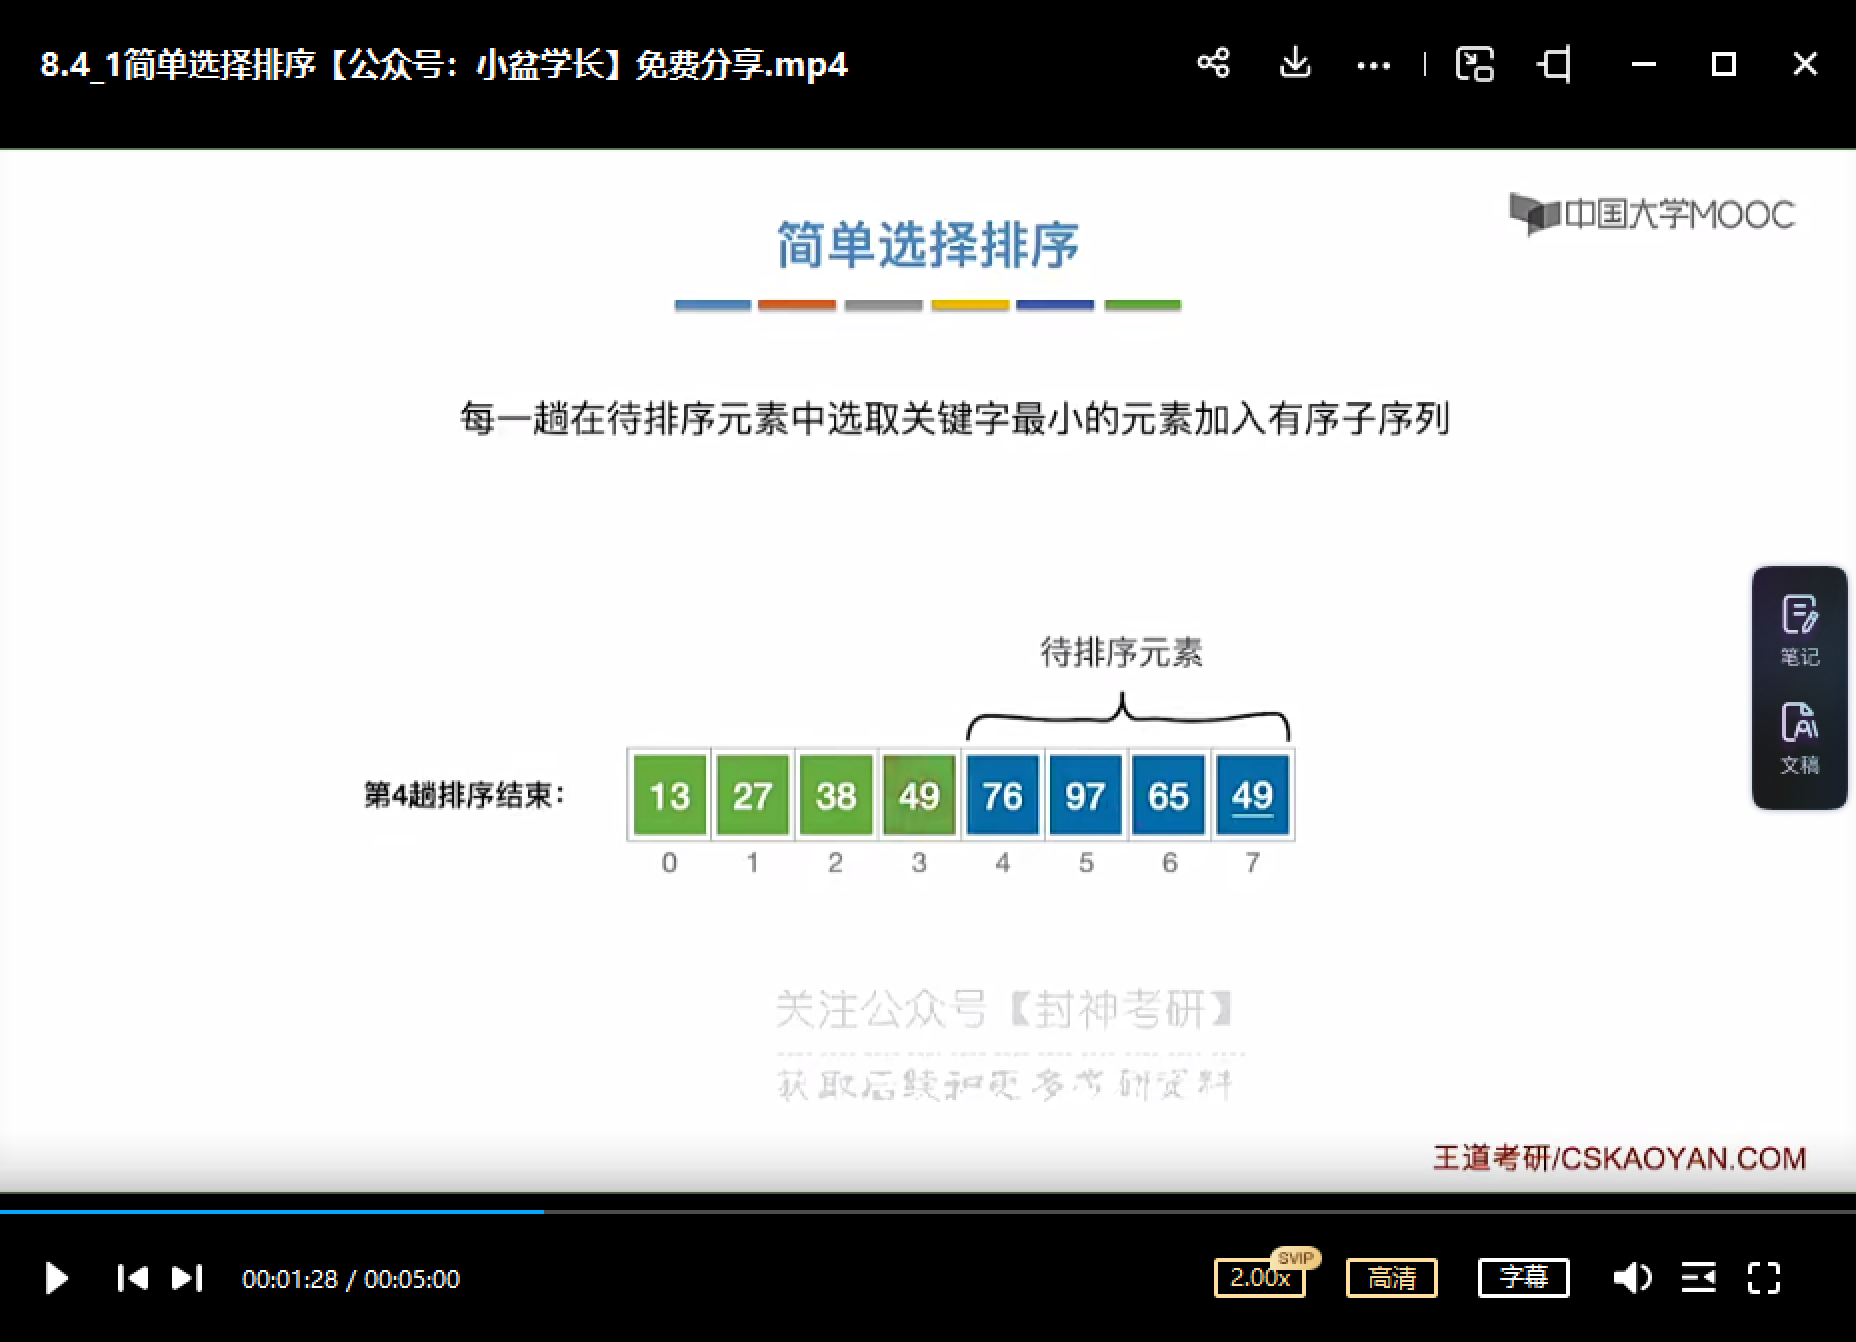 8.4_1简单选择排序【公众号：小盆学长】免费分享.mp4
中国大学MOOC
简单选择排序
每一趟在待排序元素中选取关键字最小的元素加入有序子序列
待排序元素
第4趟排序结束： 13 27 38 49 76 97 65 49
0 1 2 3 4 5 6 7
笔记
文稿
关注公众号【封神考研】
获取后续和更多考研资料
王道考研/CSKAOYAN.COM
00:01:28 / 00:05:00 2.00x SVIP 高清 字幕